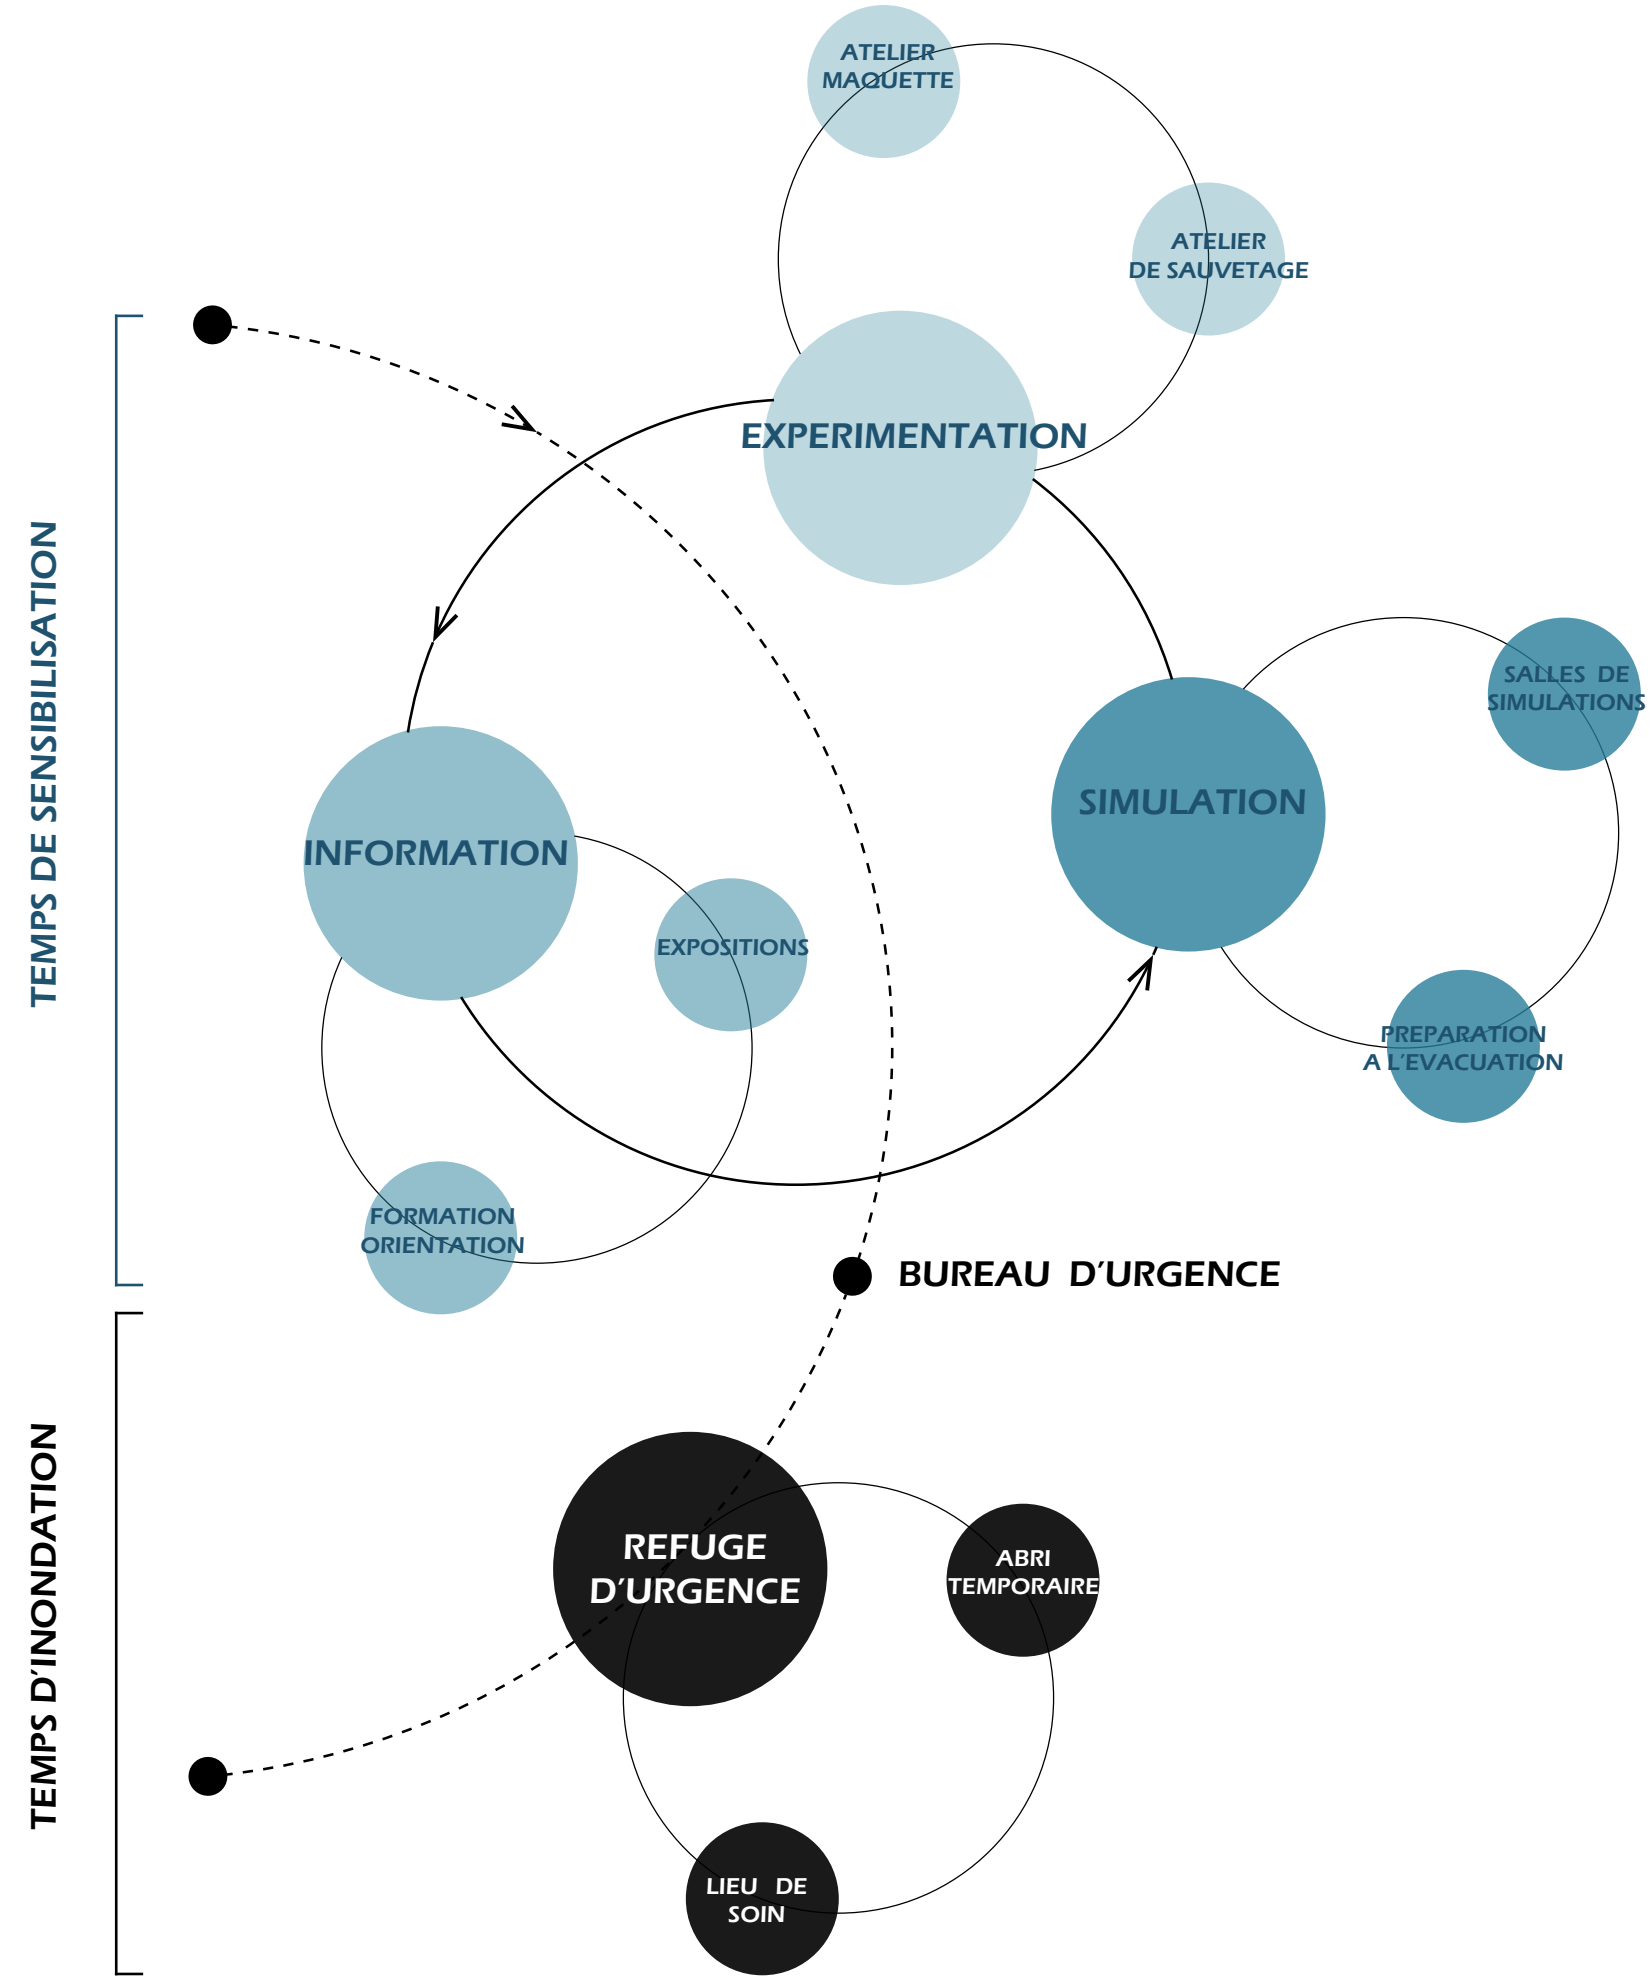 ATELIER
MAQUETTE
ATELIER
DE SAUVETAGE
EXPERIMENTATION
TEMPS DE SENSIBILISATION
SALLES DE
SIMULATIONS
SIMULATION
INFORMATION
EXPOSITIONS
PREPARATION
A L'EVACUATION
FORMATION
ORIENTATION
BUREAU D'URGENCE
TEMPS D'INONDATION
REFUGE
D'URGENCE
ABRI
TEMPORAIRE
LIEU DE
SOIN